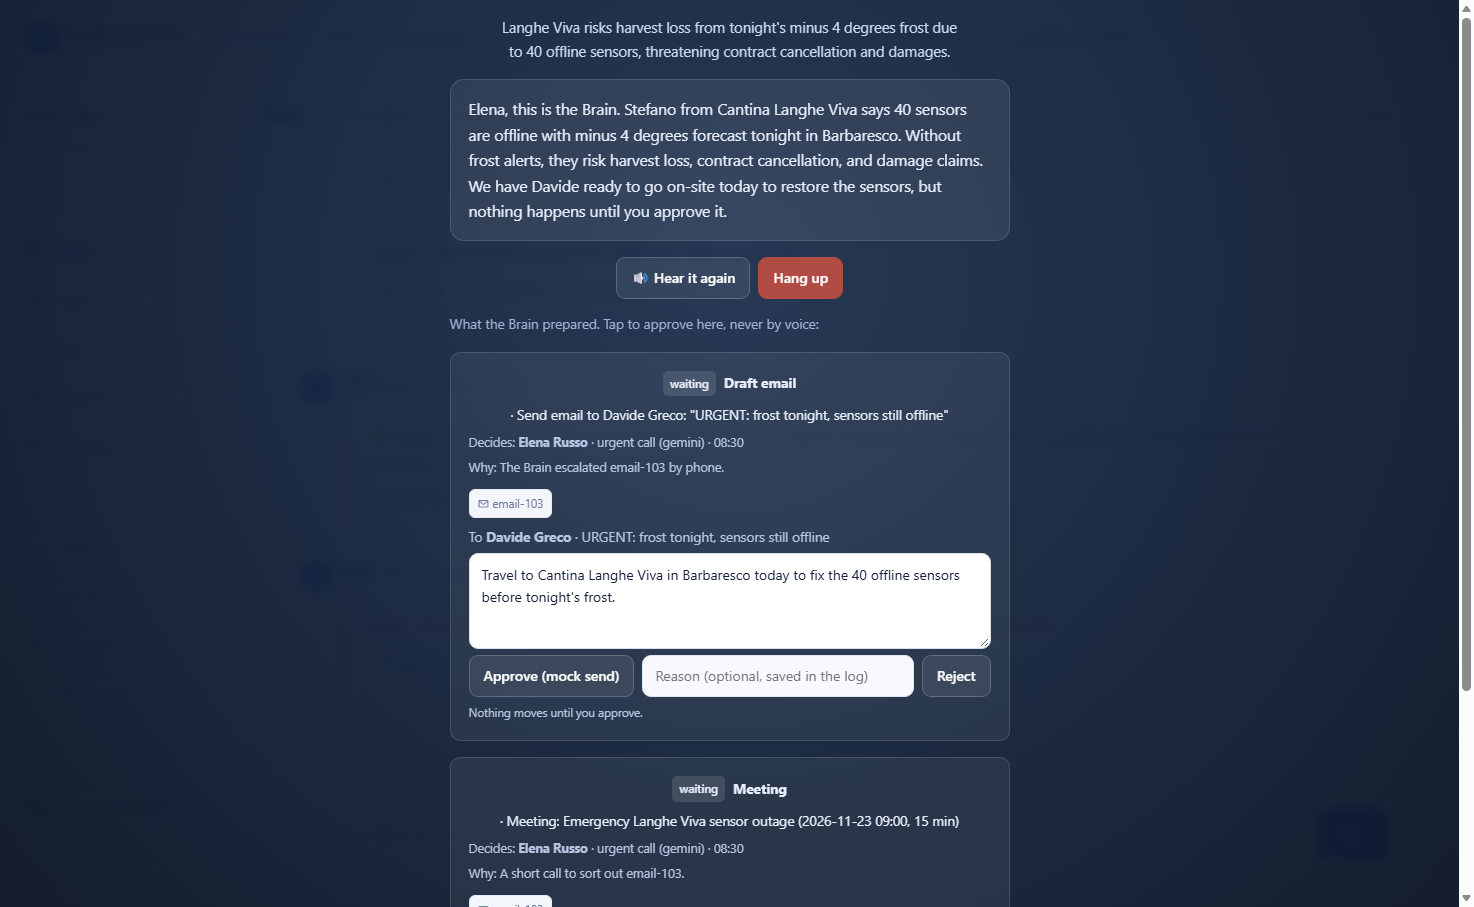 Langhe Viva risks harvest loss from tonight's minus 4 degrees frost due
to 40 offline sensors, threatening contract cancellation and damages.
Elena, this is the Brain. Stefano from Cantina Langhe Viva says 40 sensors
are offline with minus 4 degrees forecast tonight in Barbaresco. Without
frost alerts, they risk harvest loss, contract cancellation, and damage claims.
We have Davide ready to go on-site today to restore the sensors, but
nothing happens until you approve it.
Hear it again
Hang up
What the Brain prepared. Tap to approve here, never by voice:
waiting Draft email
· Send email to Davide Greco: "URGENT: frost tonight, sensors still offline"
Decides: Elena Russo · urgent call (gemini) · 08:30
Why: The Brain escalated email-103 by phone.
email-103
To Davide Greco · URGENT: frost tonight, sensors still offline
Travel to Cantina Langhe Viva in Barbaresco today to fix the 40 offline sensors
before tonight's frost.
Approve (mock send)
Reason (optional, saved in the log)
Reject
Nothing moves until you approve.
waiting Meeting
· Meeting: Emergency Langhe Viva sensor outage (2026-11-23 09:00, 15 min)
Decides: Elena Russo · urgent call (gemini) · 08:30
Why: A short call to sort out email-103.